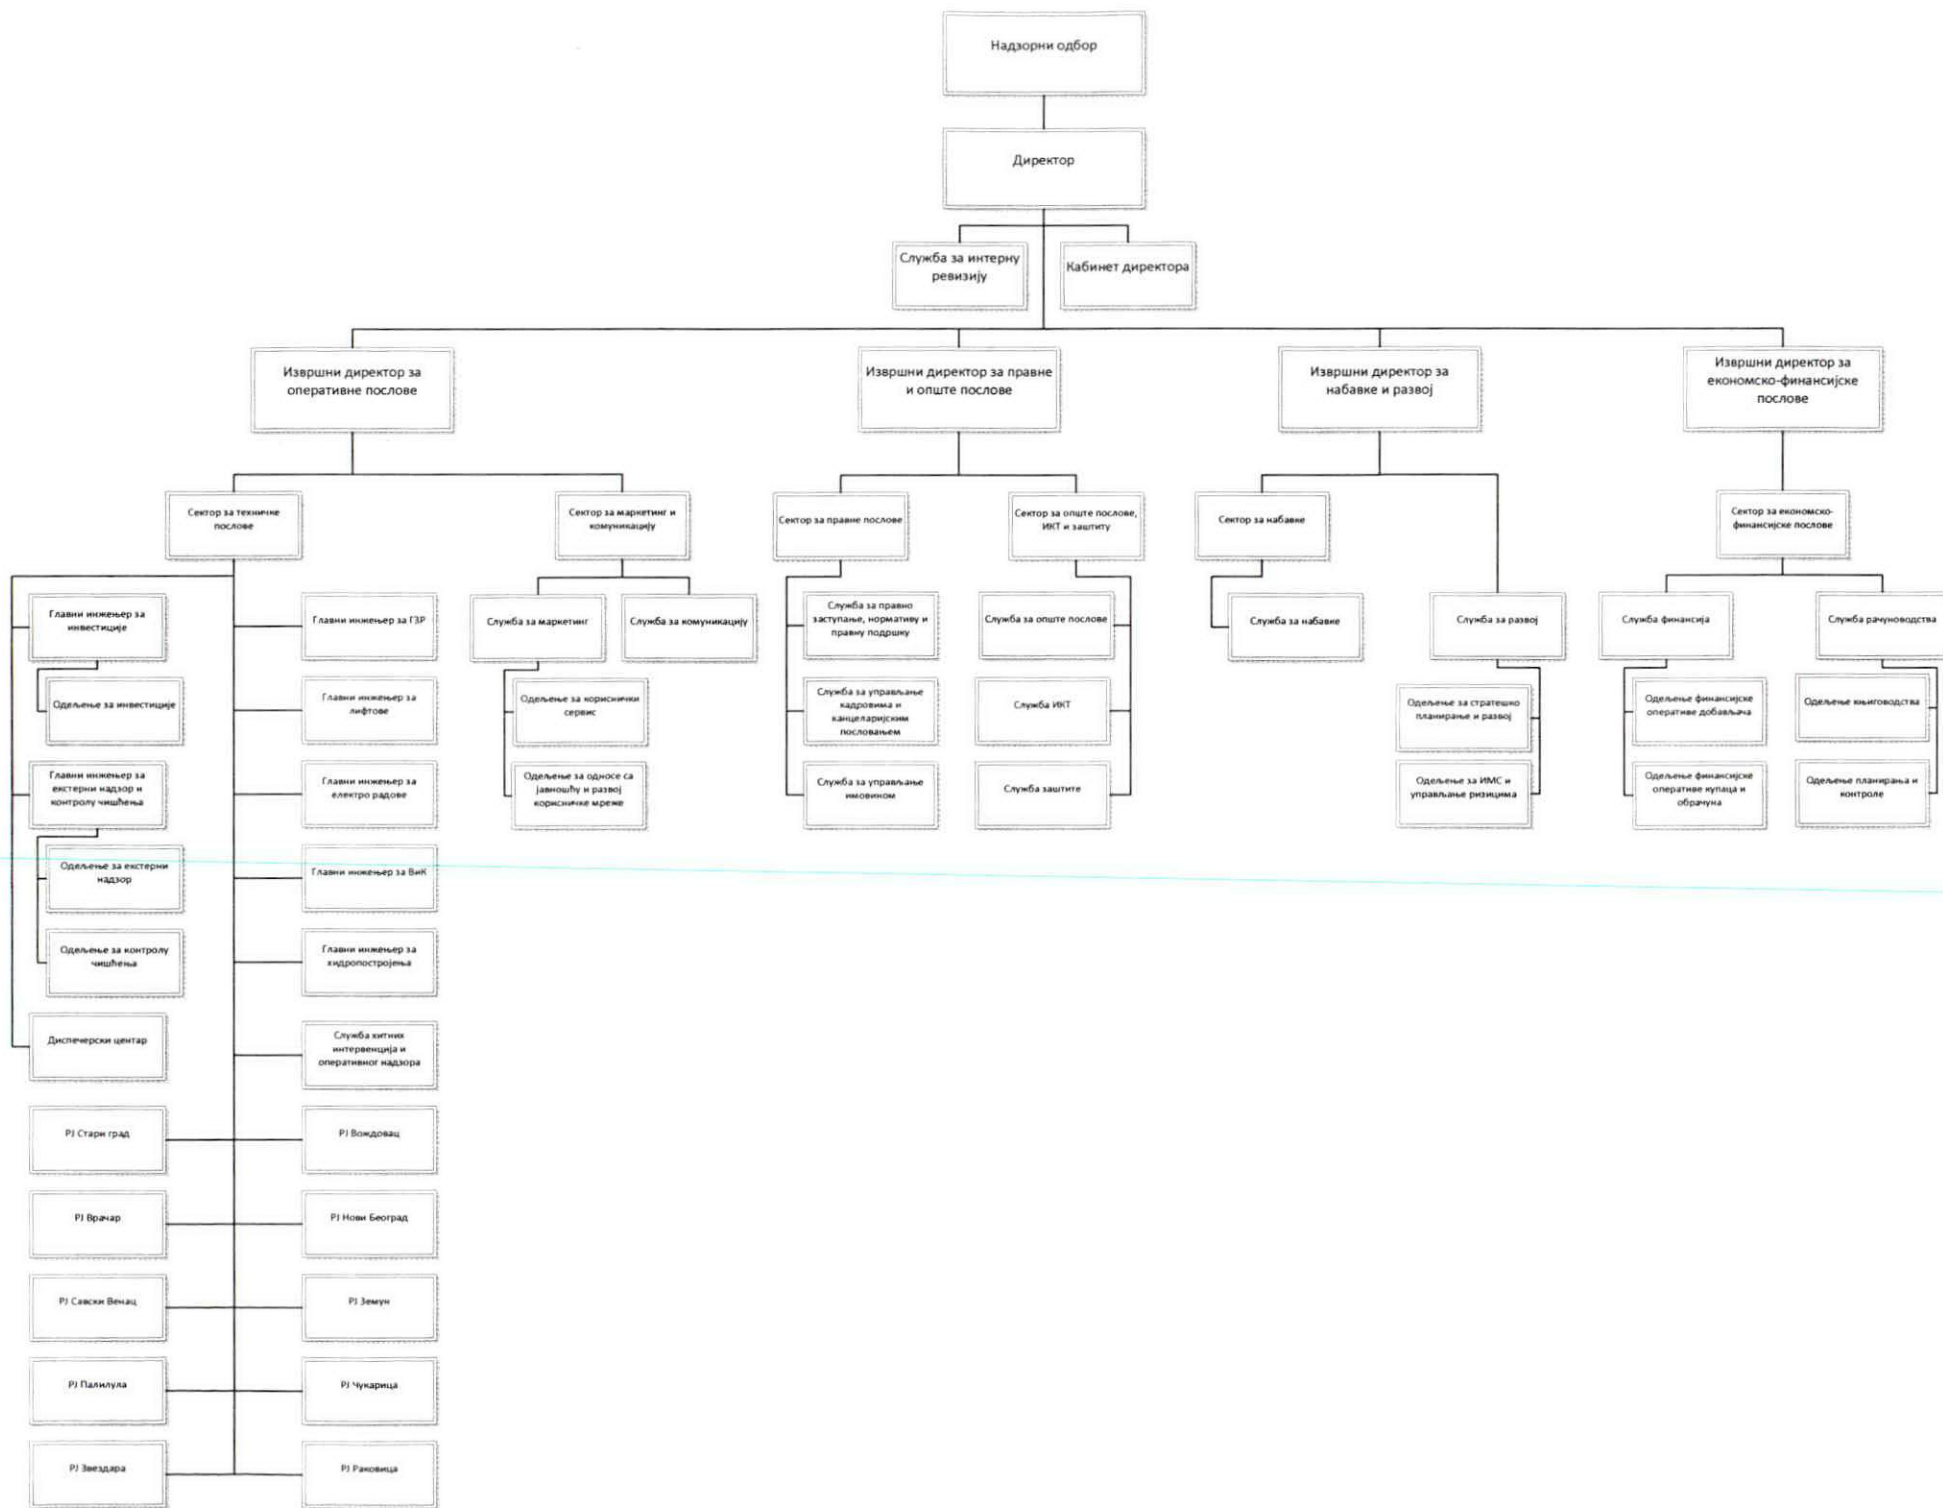 Надзорни одбор
Директор
Служба за интерну
ревизију
Кабинет директора
Извршни директор за
оперативне послове
Извршни директор за правне
и опште послове
Извршни директор за
набавке и развој
Извршни директор за
економско-финансијске
послове
Сектор за техничке
послове
Сектор за маркетинг и
комуникацију
Сектор за правне послове
Сектор за опште послове,
ИКТ и заштиту
Сектор за набавке
Сектор за економско-
финансијске послове
Главни инжењер за
инвестиције
Главни инжењер за ГЗР
Служба за маркетинг
Служба за комуникацију
Служба за правно
заступање, нормативу и
правну подршку
Служба за опште послове
Служба за набавке
Служба за развој
Служба финансија
Служба рачуноводства
Одељење за инвестиције
Главни инжењер за
лифтове
Одељење за кориснички
сервис
Служба за управљање
кадровима и
канцеларијским
пословањем
Служба ИКТ
Одељење за стратешко
планирање и развој
Одељење финансијске
оперативе добављача
Одељење књиговодства
Главни инжењер за
екстерни надзор и
контролу чишћења
Главни инжењер за
електро радове
Одељење за односе са
јавношћу и развој
корисничке мреже
Служба за управљање
имовином
Служба заштите
Одељење за ИМС и
управљање ризицима
Одељење финансијске
оперативе купаца и
обрачуна
Одељење планирања и
контроле
Одељење за екстерни
надзор
Главни инжењер за ВиК
Одељење за контролу
чишћења
Главни инжењер за
хидропостројења
Диспечерски центар
Служба хитних
интервенција и
оперативног надзора
РЈ Стари град
РЈ Вождовац
РЈ Врачар
РЈ Нови Београд
РЈ Савски Венац
РЈ Земун
РЈ Палилула
РЈ Чукарица
РЈ Звездара
РЈ Раковица